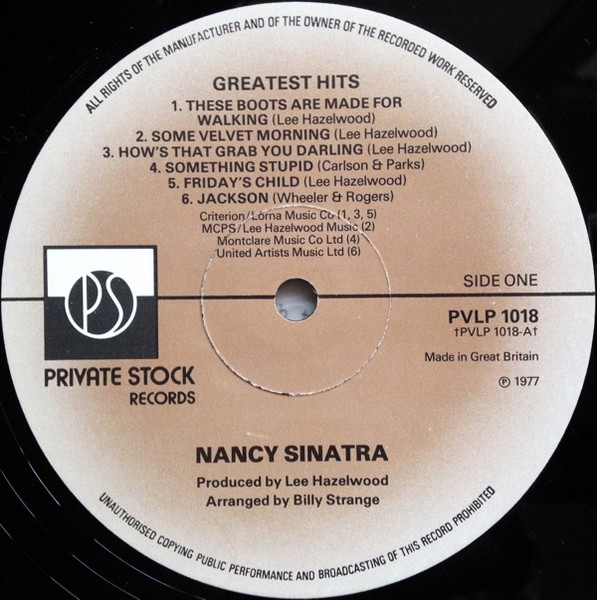 ALL RIGHTS OF THE MANUFACTURER AND OF THE OWNER OF THE RECORDED WORK RESERVED
GREATEST HITS
1. THESE BOOTS ARE MADE FOR
WALKING (Lee Hazelwood)
2. SOME VELVET MORNING (Lee Hazelwood)
3. HOW'S THAT GRAB YOU DARLING (Lee Hazelwood)
4. SOMETHING STUPID (Carlson & Parks)
5. FRIDAY'S CHILD (Lee Hazelwood)
6. JACKSON (Wheeler & Rogers)
Criterion/Lorna Music Co (1, 3, 5)
MCPS/Lee Hazelwood Music (2)
Montclare Music Co Ltd (4)
United Artists Music Ltd (6)
SIDE ONE
PS
PVLP 1018
†PVLP 1018-A†
Made in Great Britain
PRIVATE STOCK
RECORDS
℗ 1977
NANCY SINATRA
Produced by Lee Hazelwood
Arranged by Billy Strange
UNAUTHORISED COPYING PUBLIC PERFORMANCE AND BROADCASTING OF THIS RECORD PROHIBITED